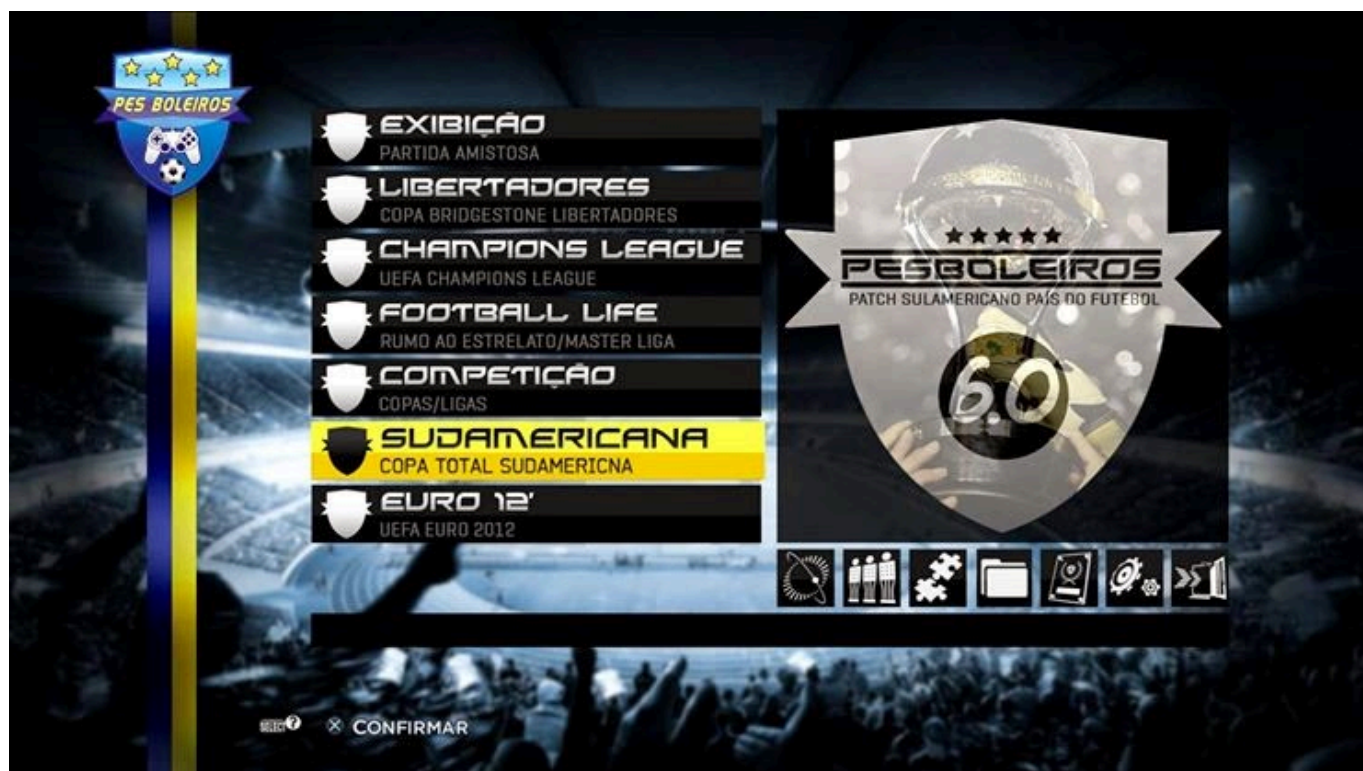 PES BOLEIROS
EXIBIÇÃO
PARTIDA AMISTOSA
LIBERTADORES
COPA BRIDGESTONE LIBERTADORES
CHAMPIONS LEAGUE
UEFA CHAMPIONS LEAGUE
FOOTBALL LIFE
RUMO AO ESTRELATO/MASTER LIGA
COMPETIÇÃO
COPAS/LIGAS
SUDAMERICANA
COPA TOTAL SUDAMERICNA
EURO 12'
UEFA EURO 2012
PESBOLEIROS
PATCH SULAMERICANO PAÍS DO FUTEBOL
6.0
SELECT ? CONFIRMAR